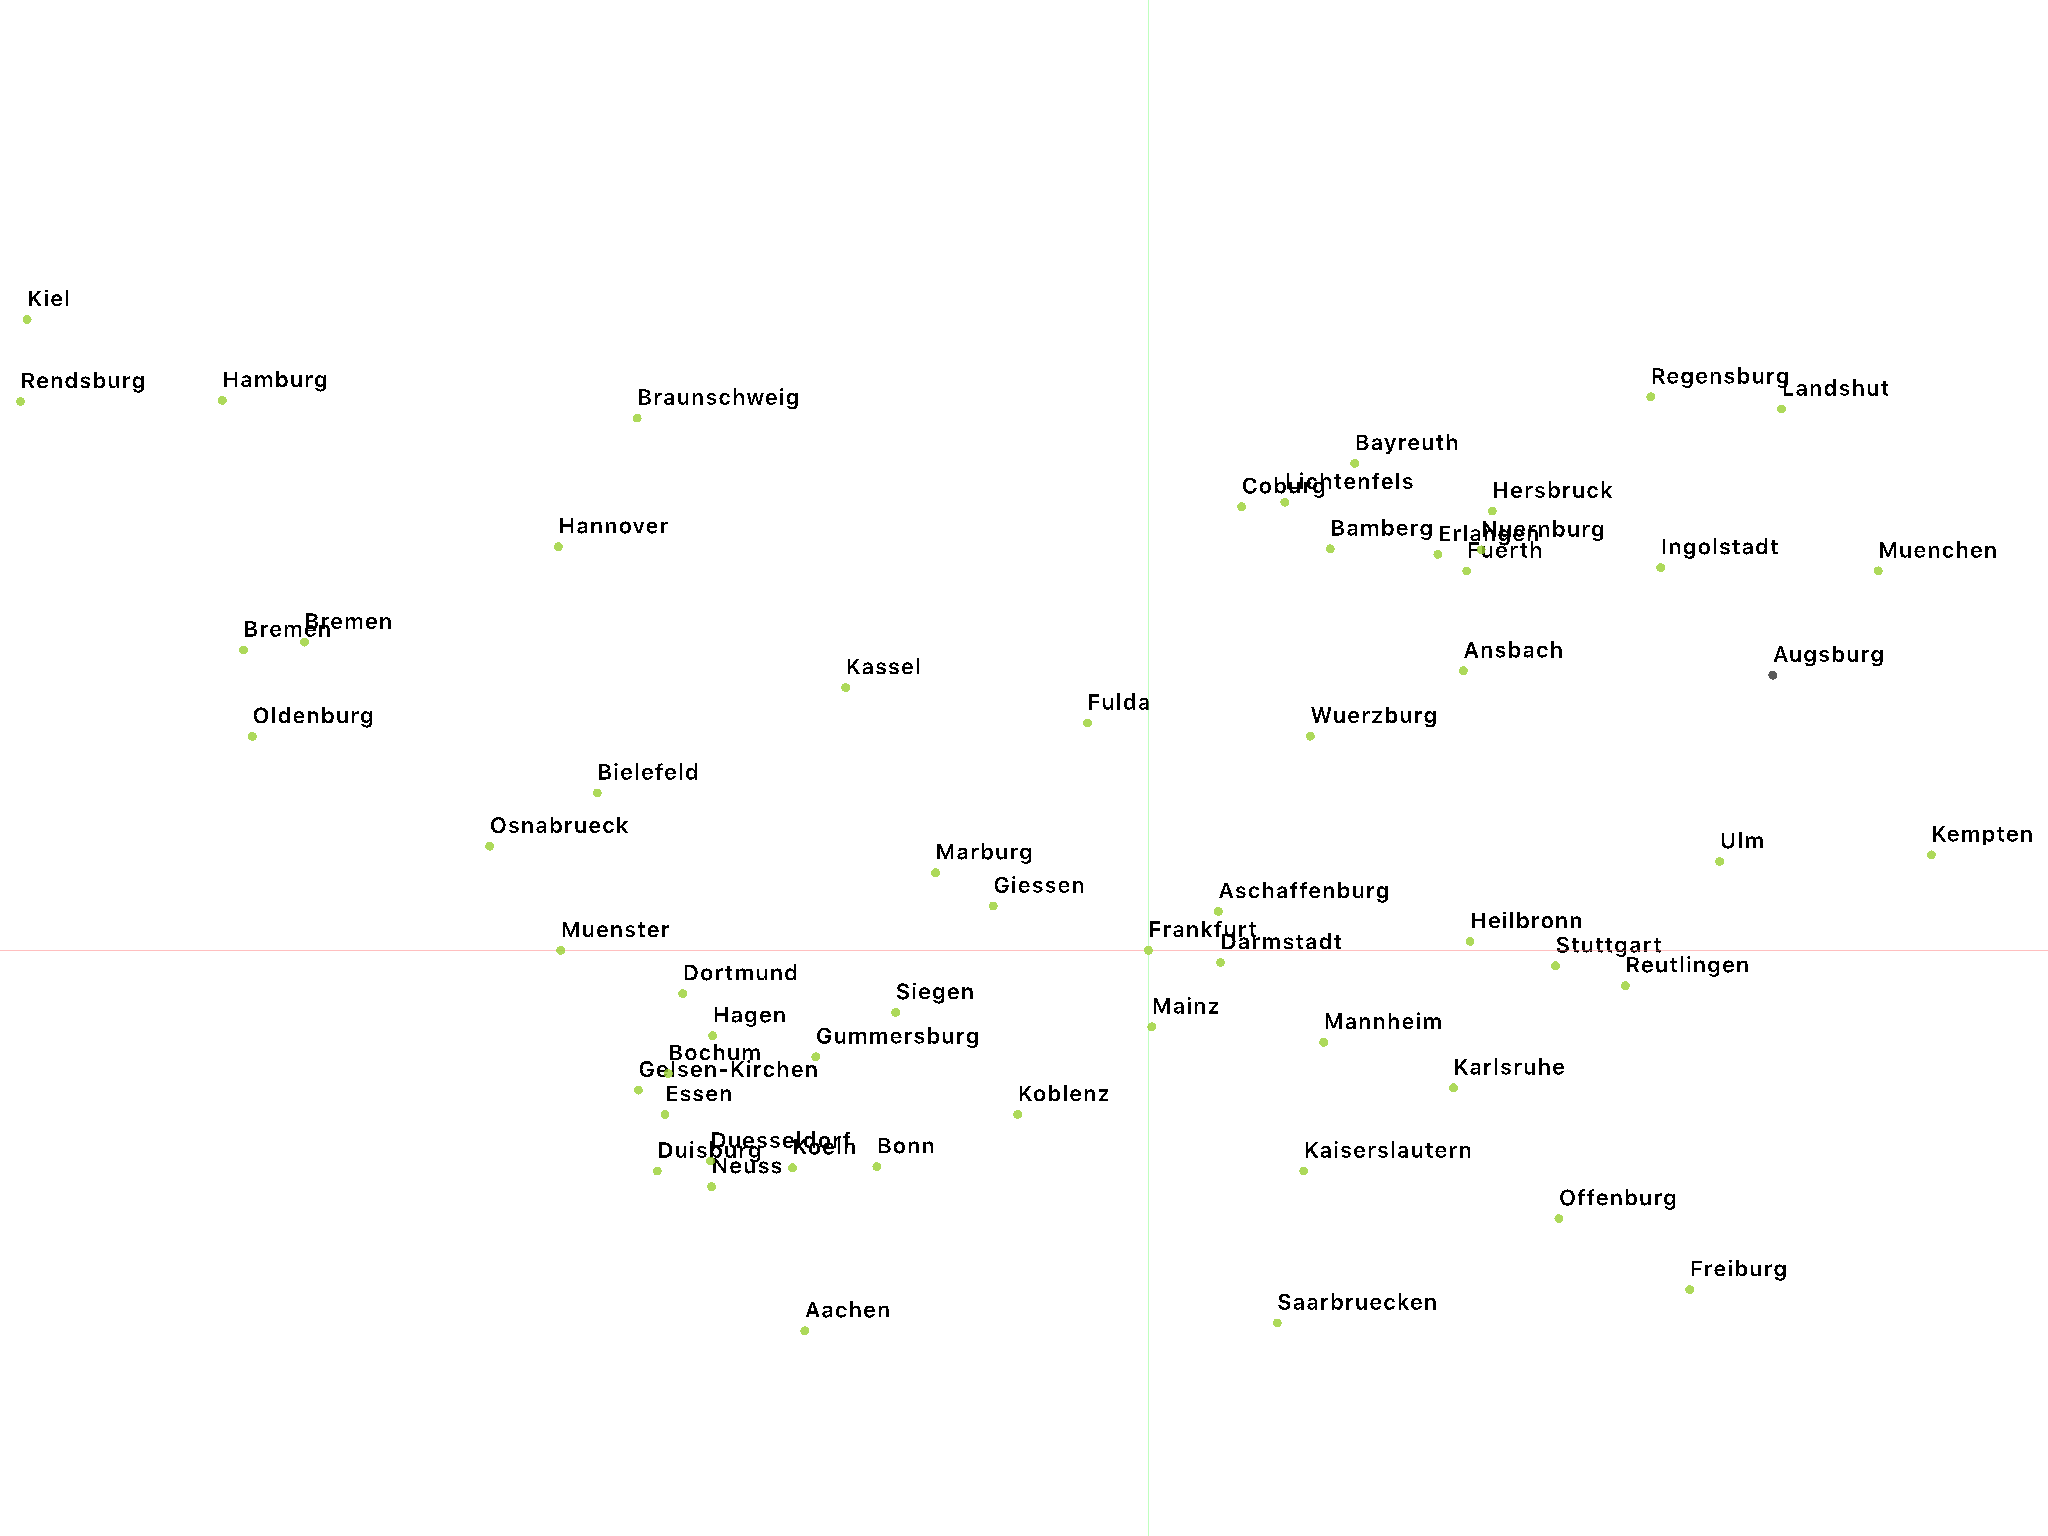 Kiel
Rendsburg
Hamburg
Braunschweig
Regensburg
Landshut
Bayreuth
Coburg
Lichtenfels
Hersbruck
Hannover
Bamberg
Erlangen
Nuernburg
Fuerth
Ingolstadt
Muenchen
Bremen
Bremen
Kassel
Ansbach
Augsburg
Fulda
Oldenburg
Wuerzburg
Bielefeld
Osnabrueck
Ulm
Kempten
Marburg
Giessen
Aschaffenburg
Muenster
Frankfurt
Darmstadt
Heilbronn
Stuttgart
Reutlingen
Dortmund
Siegen
Mainz
Hagen
Mannheim
Gummersburg
Bochum
Gelsen-Kirchen
Karlsruhe
Essen
Koblenz
Duesseldorf
Duisburg
Koeln
Bonn
Neuss
Kaiserslautern
Offenburg
Freiburg
Saarbruecken
Aachen